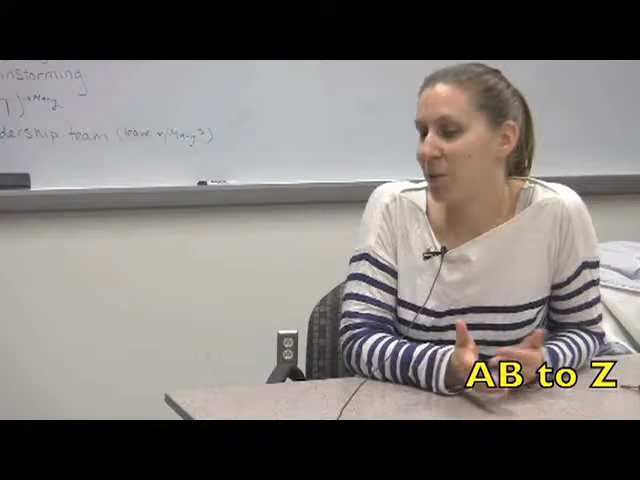 nstorming
) → Mary
dership team (leave w/Mary?)
AB to Z